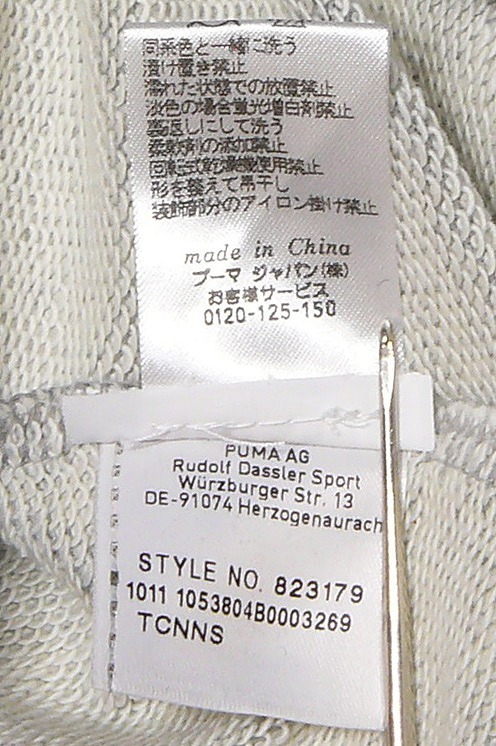 同系色と一緒に洗う
漬け置き禁止
濡れた状態での放置禁止
淡色の場合蛍光増白剤禁止
裏返しにして洗う
柔軟剤の添加禁止
回転式乾燥機使用禁止
形を整えて吊干し
装飾部分のアイロン掛け禁止
made in China
プーマ ジャパン(株)
お客様サービス
0120-125-150
PUMA AG
Rudolf Dassler Sport
Würzburger Str. 13
DE-91074 Herzogenaurach
STYLE NO. 823179
1011 1053804B0003269
TCNNS